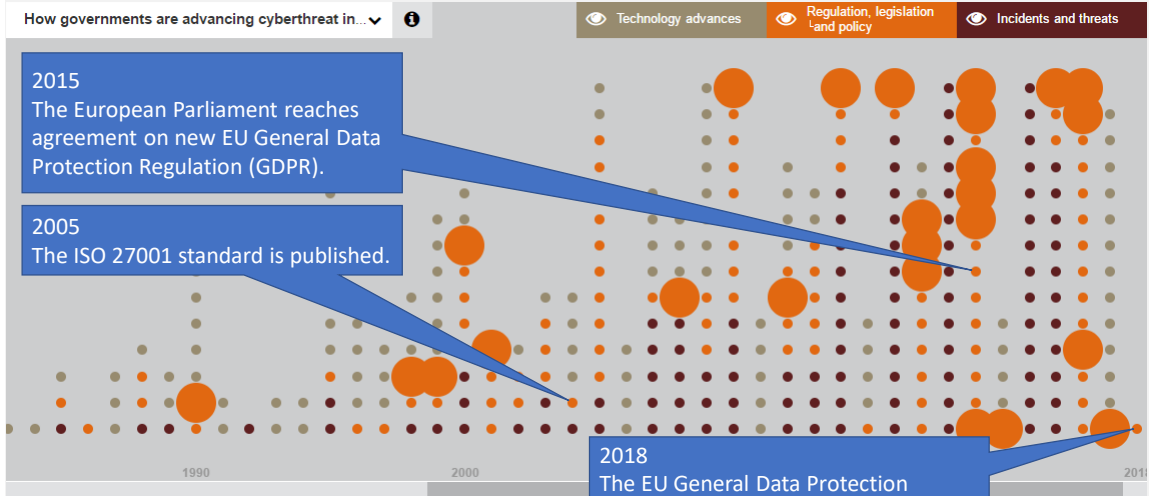 How governments are advancing cyberthreat in...
Technology advances
Regulation, legislation
and policy
Incidents and threats
2015
The European Parliament reaches
agreement on new EU General Data
Protection Regulation (GDPR).
2005
The ISO 27001 standard is published.
2018
The EU General Data Protection
1990
2000
2018